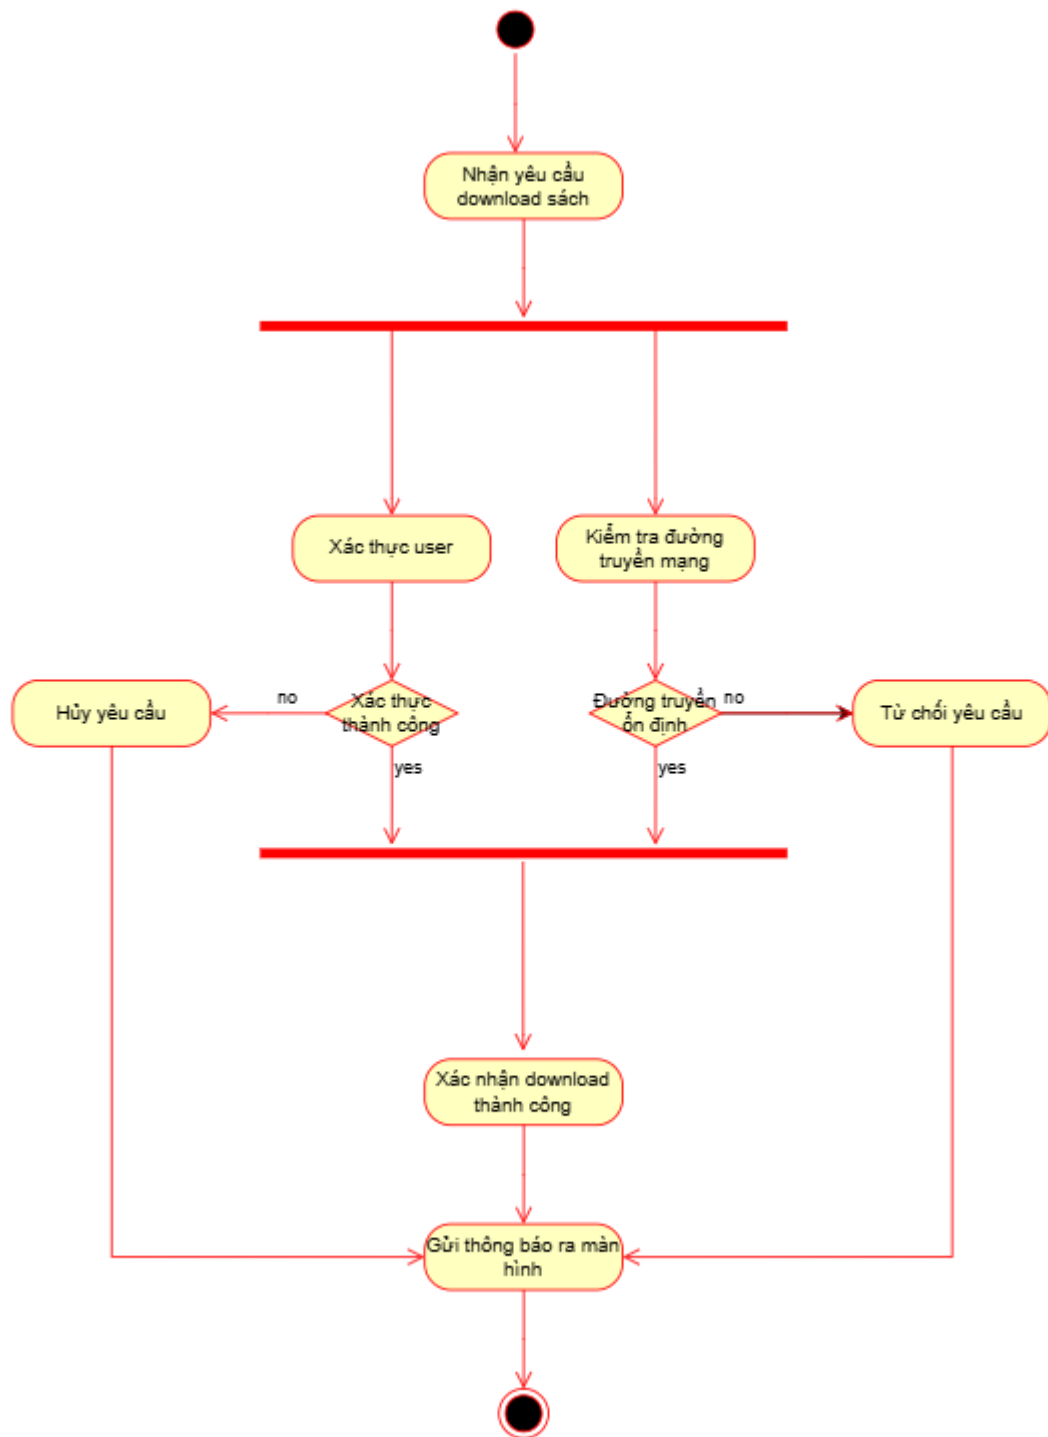 Nhận yêu cầu
download sách
Xác thực user
Kiểm tra đường
truyền mạng
Hủy yêu cầu
no
Xác thực
thành công
yes
Đường truyền
ổn định
no
yes
Từ chối yêu cầu
Xác nhận download
thành công
Gửi thông báo ra màn
hình